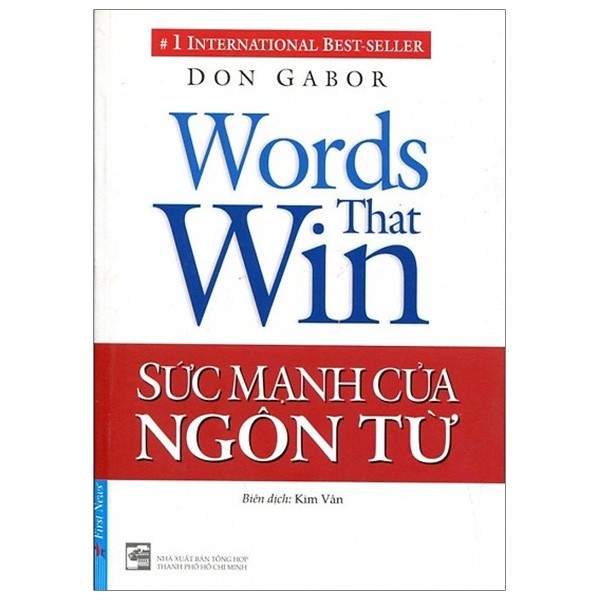 # 1 INTERNATIONAL BEST-SELLER
DON GABOR
Words
That
Win
SỨC MẠNH CỦA
NGÔN TỪ
Biên dịch: Kim Vân
First News
NHÀ XUẤT BẢN TỔNG HỢP
THÀNH PHỐ HỒ CHÍ MINH